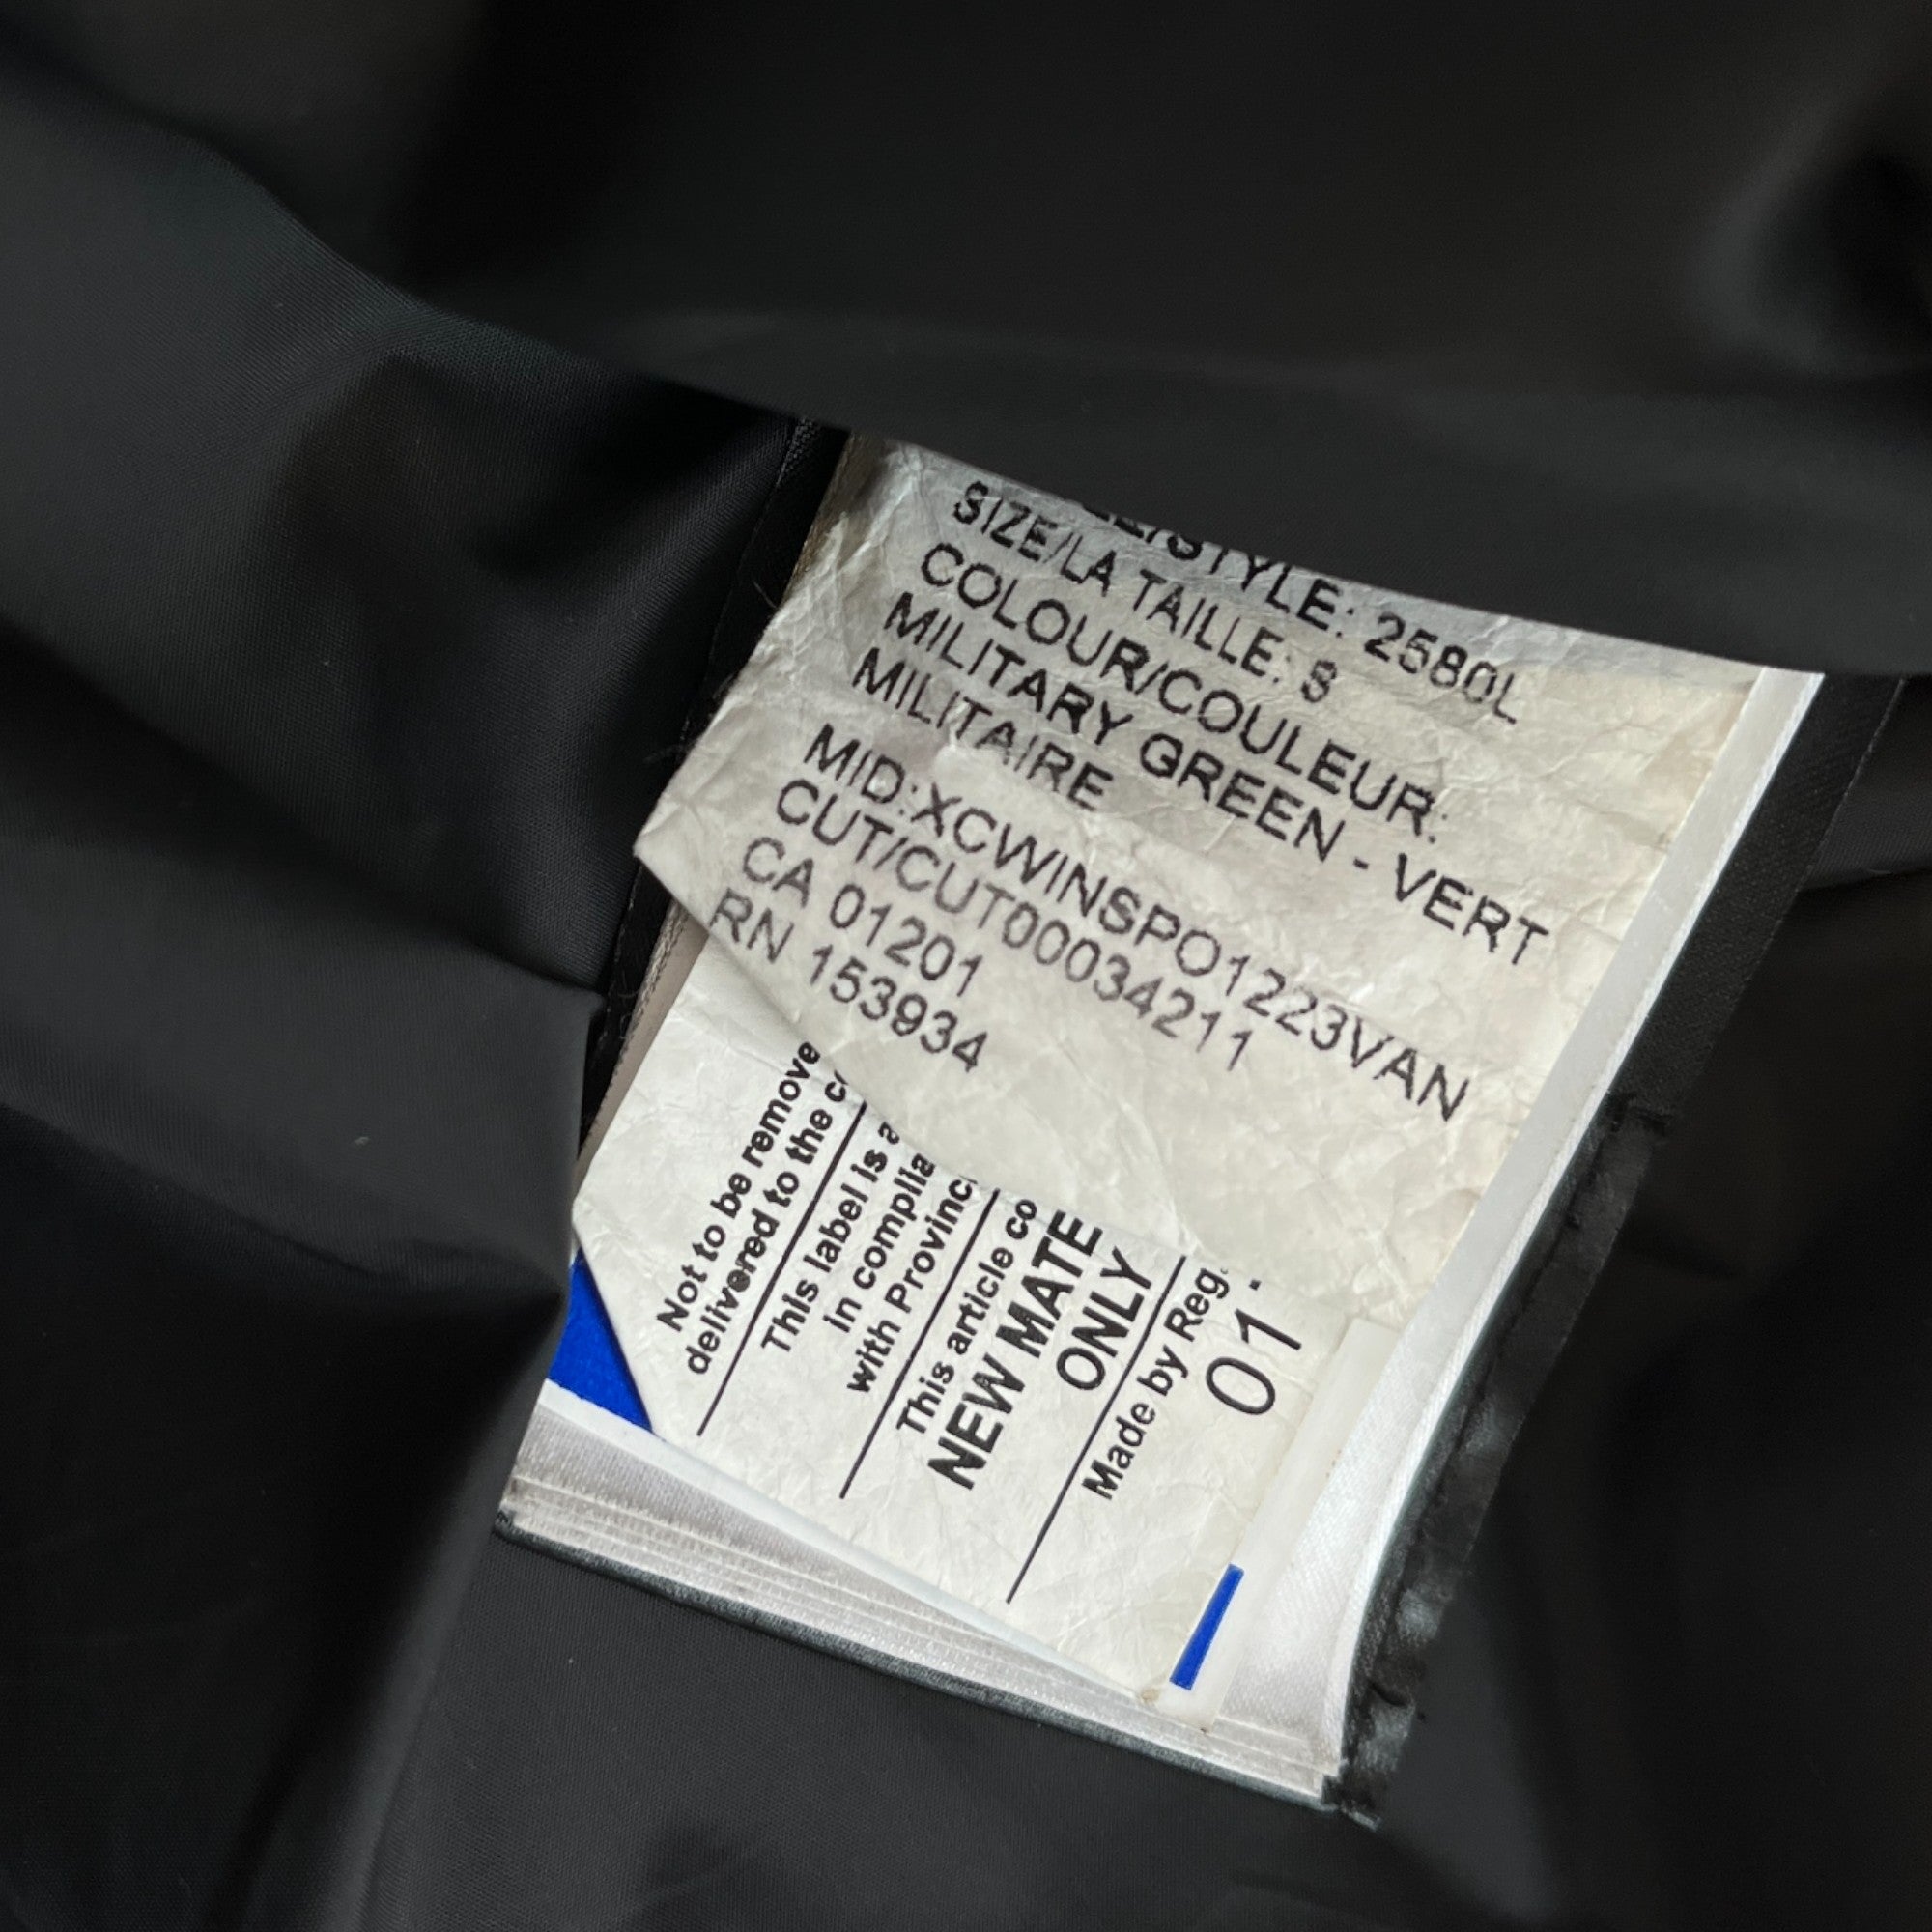 STYLE: 2580L
SIZE/LA TAILLE: S
COLOUR/COULEUR:
MILITARY GREEN - VERT
MILITAIRE
MID:XCWINSPO1223VAN
CUT/CUT00034211
CA 01201
RN 153934
Not to be remove
delivered to the
This label is
in complia
with Provinc
This article co
NEW MATE
ONLY
Made by Reg.
01